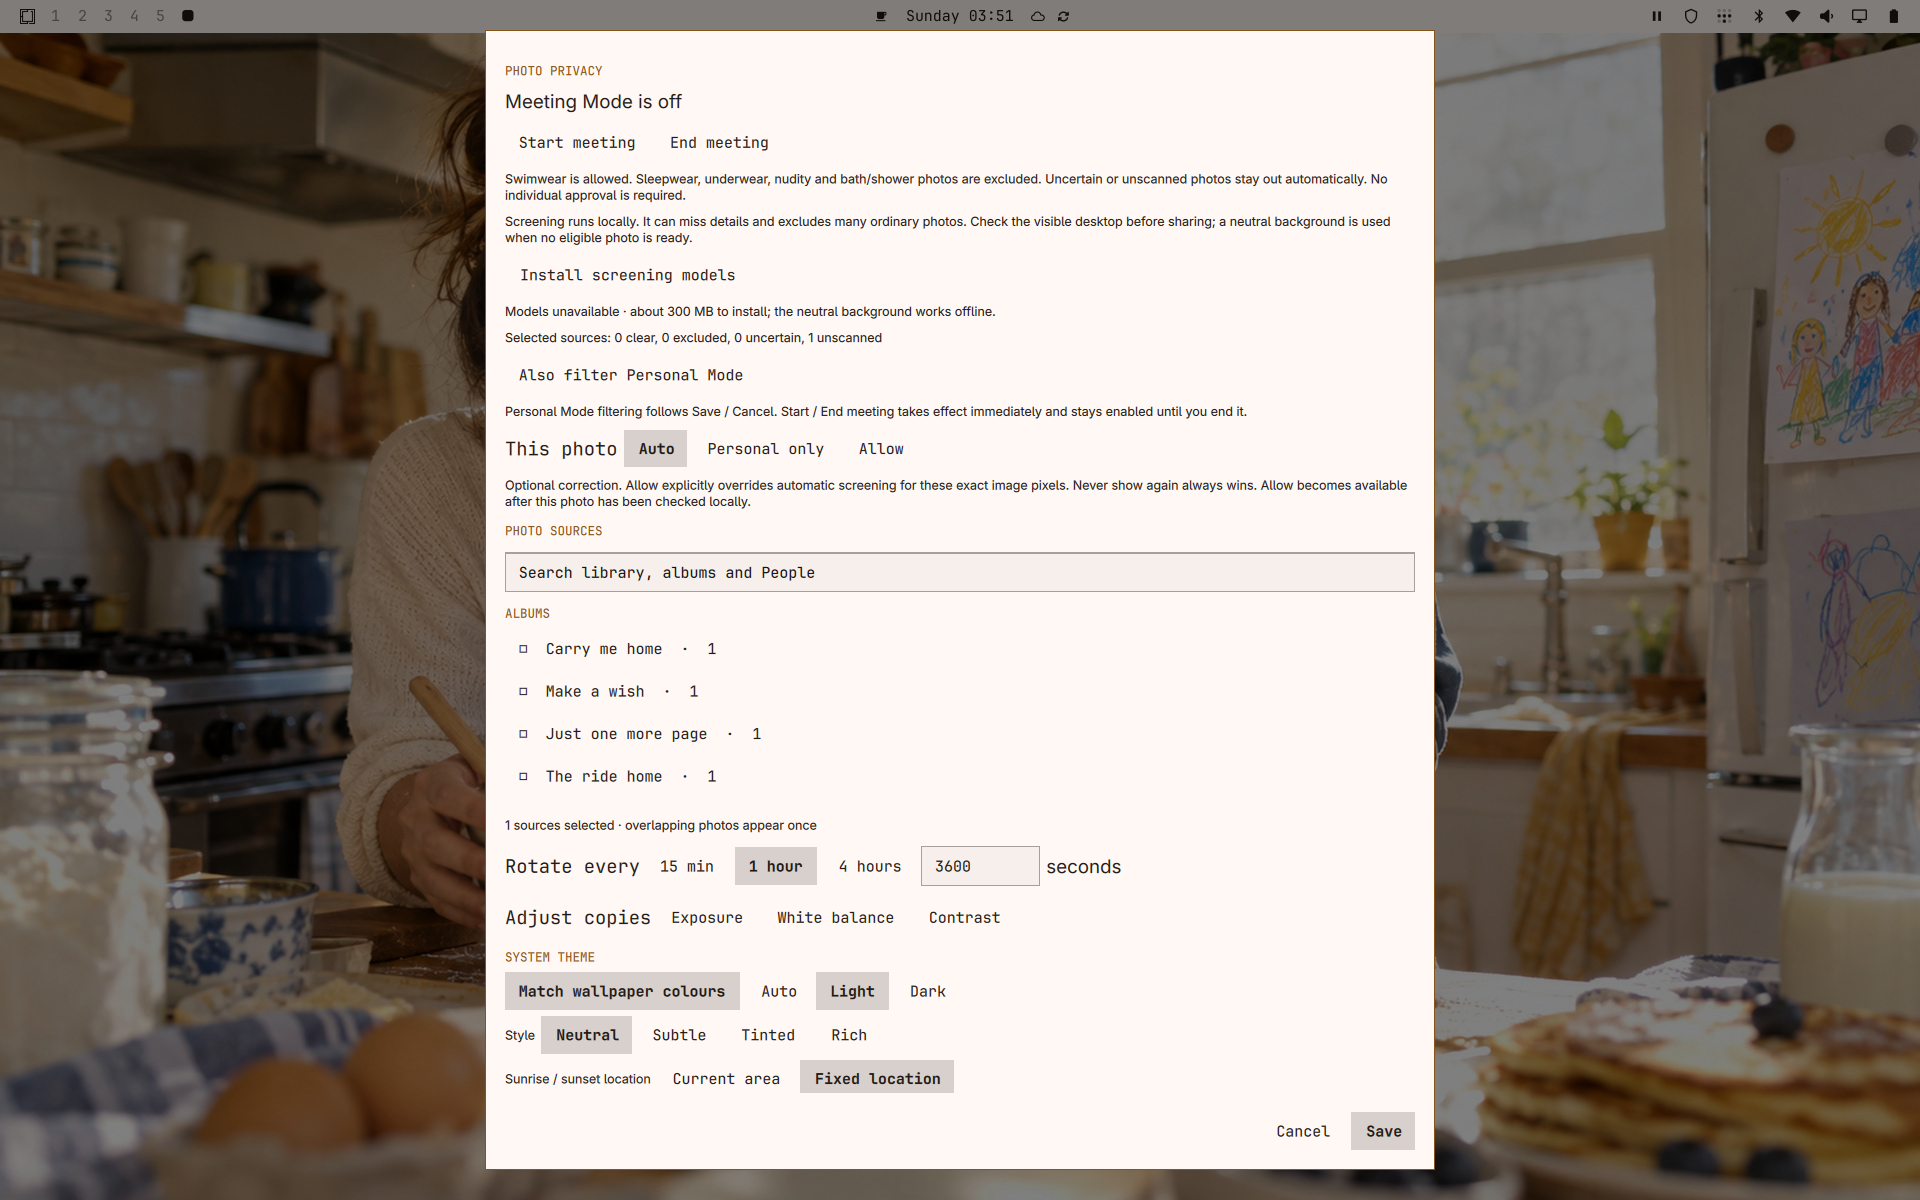 1 2 3 4 5
Sunday 03:51
PHOTO PRIVACY
Meeting Mode is off
Start meeting End meeting
Swimwear is allowed. Sleepwear, underwear, nudity and bath/shower photos are excluded. Uncertain or unscanned photos stay out automatically. No
individual approval is required.
Screening runs locally. It can miss details and excludes many ordinary photos. Check the visible desktop before sharing; a neutral background is used
when no eligible photo is ready.
Install screening models
Models unavailable · about 300 MB to install; the neutral background works offline.
Selected sources: 0 clear, 0 excluded, 0 uncertain, 1 unscanned
Also filter Personal Mode
Personal Mode filtering follows Save / Cancel. Start / End meeting takes effect immediately and stays enabled until you end it.
This photo Auto Personal only Allow
Optional correction. Allow explicitly overrides automatic screening for these exact image pixels. Never show again always wins. Allow becomes available
after this photo has been checked locally.
PHOTO SOURCES
Search library, albums and People
ALBUMS
Carry me home · 1
Make a wish · 1
Just one more page · 1
The ride home · 1
1 sources selected · overlapping photos appear once
Rotate every 15 min 1 hour 4 hours 3600 seconds
Adjust copies Exposure White balance Contrast
SYSTEM THEME
Match wallpaper colours Auto Light Dark
Style Neutral Subtle Tinted Rich
Sunrise / sunset location Current area Fixed location
Cancel Save